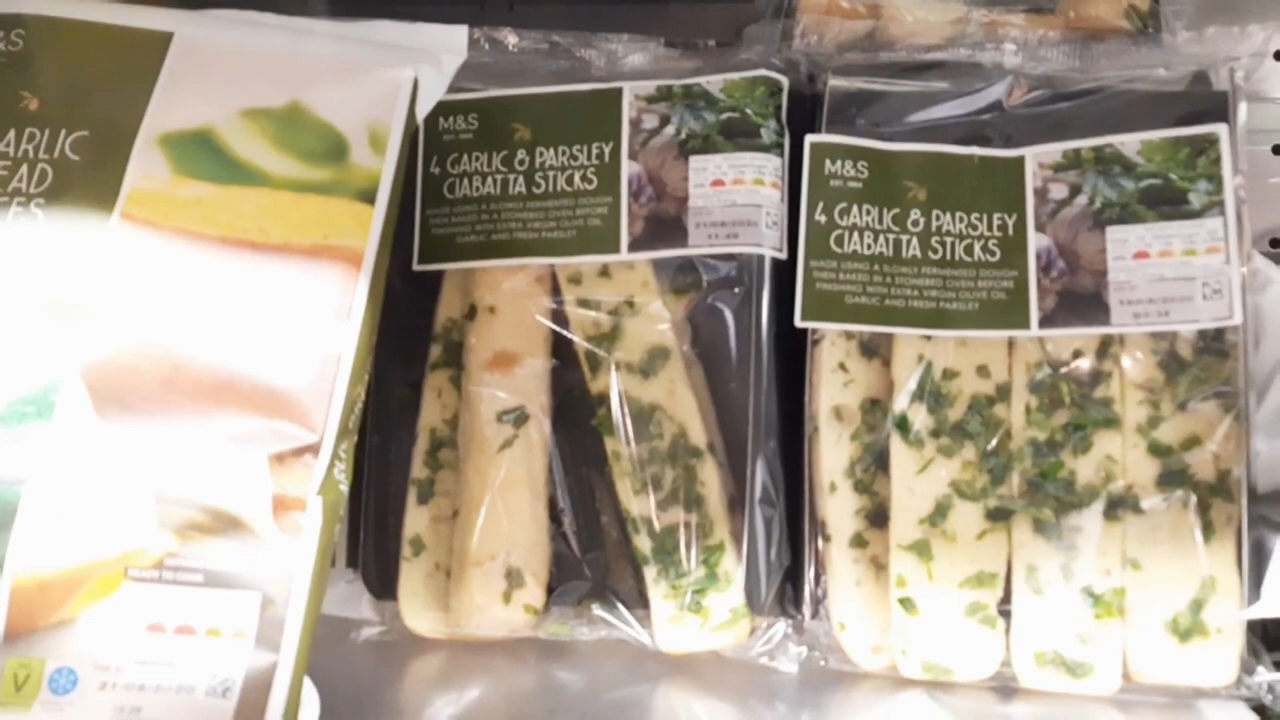 M&S
4 GARLIC & PARSLEY
CIABATTA STICKS
MADE USING A SLOWLY FERMENTED DOUGH
THEN BAKED IN A STONEBED OVEN BEFORE
FINISHING WITH EXTRA VIRGIN OLIVE OIL,
GARLIC AND FRESH PARSLEY
M&S
EST. 1884
4 GARLIC & PARSLEY
CIABATTA STICKS
MADE USING A SLOWLY FERMENTED DOUGH
THEN BAKED IN A STONEBED OVEN BEFORE
FINISHING WITH EXTRA VIRGIN OLIVE OIL,
GARLIC AND FRESH PARSLEY
&S
ARLIC
EAD
READY TO COOK
V